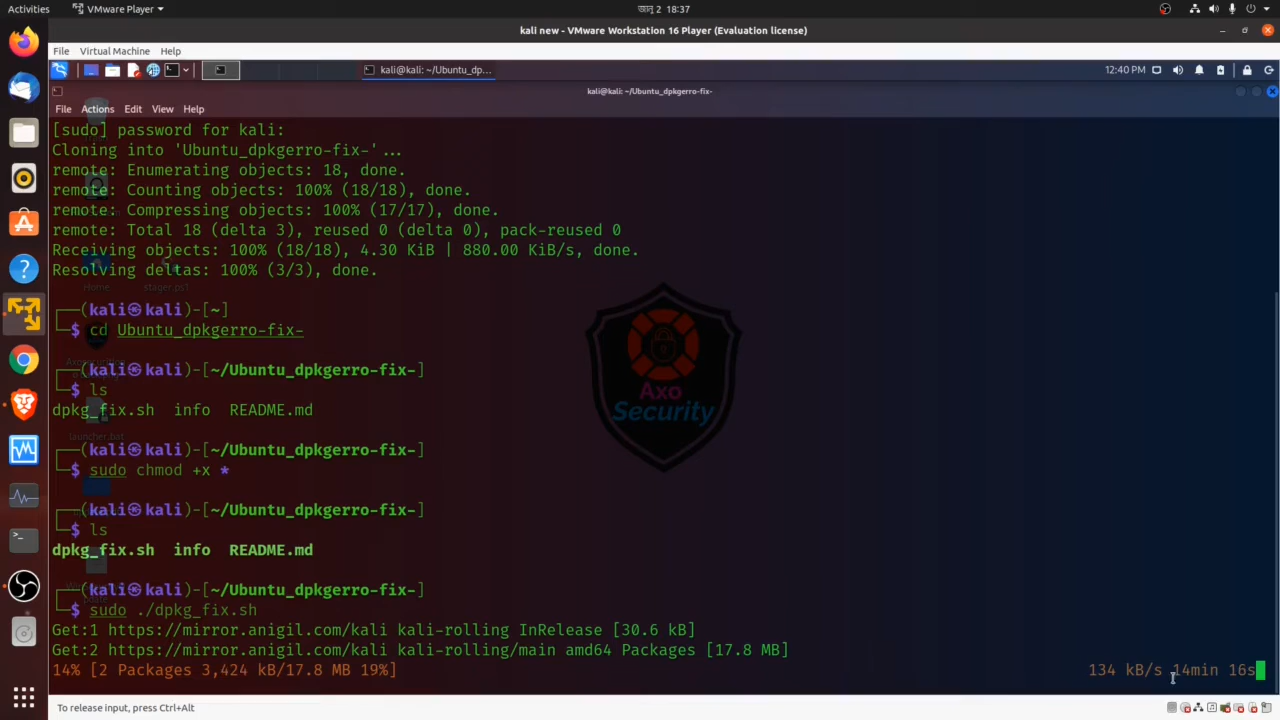 Activities VMware Player জানু 2 18:37
kali new - VMware Workstation 16 Player (Evaluation license)
File Virtual Machine Help
kali@kali: ~/Ubuntu_dp... 12:40 PM
kali@kali: ~/Ubuntu_dpkgerro-fix-
File Actions Edit View Help
[sudo] password for kali:
Cloning into 'Ubuntu_dpkgerro-fix-'...
remote: Enumerating objects: 18, done.
remote: Counting objects: 100% (18/18), done.
remote: Compressing objects: 100% (17/17), done.
remote: Total 18 (delta 3), reused 0 (delta 0), pack-reused 0
Receiving objects: 100% (18/18), 4.30 KiB | 880.00 KiB/s, done.
Resolving deltas: 100% (3/3), done.
Home stager.ps1
┌──(kali㉿kali)-[~]
└─$ cd Ubuntu_dpkgerro-fix-
┌──(kali㉿kali)-[~/Ubuntu_dpkgerro-fix-]
└─$ ls
dpkg_fix.sh info README.md
launcher.bat
┌──(kali㉿kali)-[~/Ubuntu_dpkgerro-fix-]
└─$ sudo chmod +x *
┌──(kali㉿kali)-[~/Ubuntu_dpkgerro-fix-]
└─$ ls
dpkg_fix.sh info README.md
┌──(kali㉿kali)-[~/Ubuntu_dpkgerro-fix-]
└─$ sudo ./dpkg_fix.sh
Get:1 https://mirror.anigil.com/kali kali-rolling InRelease [30.6 kB]
Get:2 https://mirror.anigil.com/kali kali-rolling/main amd64 Packages [17.8 MB]
14% [2 Packages 3,424 kB/17.8 MB 19%] 134 kB/s 14min 16s
Axo
Security
To release input, press Ctrl+Alt